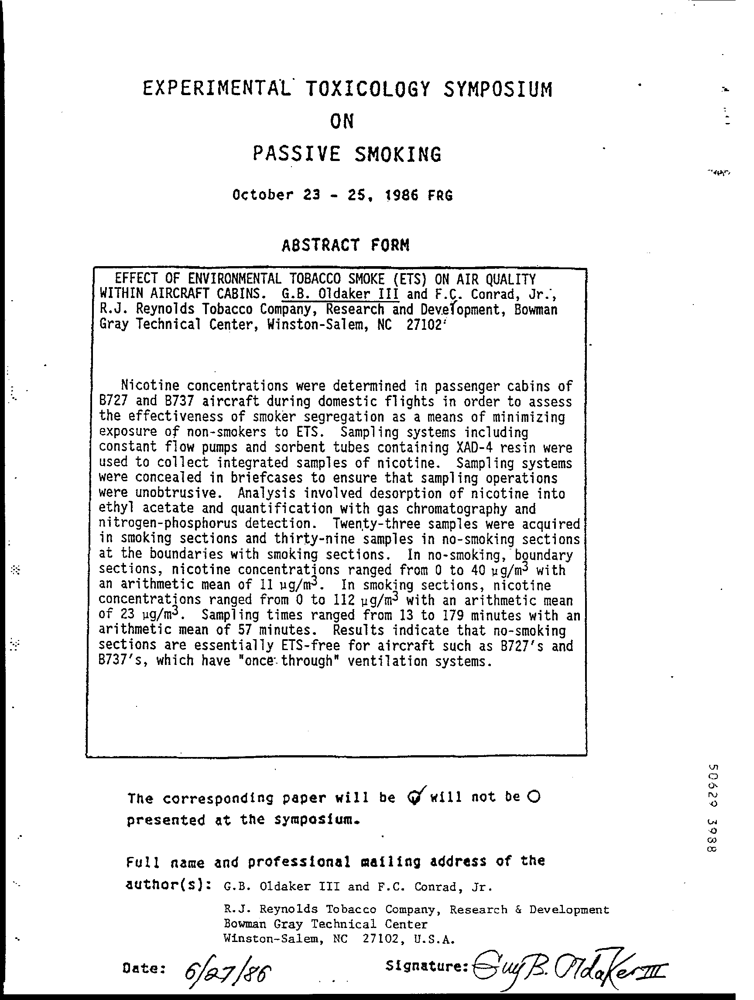 EXPERIMENTAL TOXICOLOGY SYMPOSIUM
ON
PASSIVE SMOKING
October 23 - 25, 1986 FRG
ABSTRACT FORM
EFFECT OF ENVIRONMENTAL TOBACCO SMOKE (ETS) ON AIR QUALITY
WITHIN AIRCRAFT CABINS. G.B. Oldaker III and F.C. Conrad, Jr.,
R.J. Reynolds Tobacco Company, Research and Development, Bowman
Gray Technical Center, Winston-Salem, NC 27102
Nicotine concentrations were determined in passenger cabins of
B727 and B737 aircraft during domestic flights in order to assess
the effectiveness of smoker segregation as a means of minimizing
exposure of non-smokers to ETS. Sampling systems including
constant flow pumps and sorbent tubes containing XAD-4 resin were
used to collect integrated samples of nicotine. Sampling systems
were concealed in briefcases to ensure that sampling operations
were unobtrusive. Analysis involved desorption of nicotine into
ethyl acetate and quantification with gas chromatography and
nitrogen-phosphorus detection. Twenty-three samples were acquired
in smoking sections and thirty-nine samples in no-smoking sections
at the boundaries with smoking sections. In no-smoking, boundary
sections, nicotine concentrations ranged from 0 to 40 µg/m³ with
an arithmetic mean of 11 µg/m³. In smoking sections, nicotine
concentrations ranged from 0 to 112 µg/m³ with an arithmetic mean
of 23 µg/m³. Sampling times ranged from 13 to 179 minutes with an
arithmetic mean of 57 minutes. Results indicate that no-smoking
sections are essentially ETS-free for aircraft such as B727's and
B737's, which have "once through" ventilation systems.
The corresponding paper will be will not be
presented at the symposium.
Full name and professional mailing address of the
author(s): G.B. Oldaker III and F.C. Conrad, Jr.
R.J. Reynolds Tobacco Company, Research & Development
Bowman Gray Technical Center
Winston-Salem, NC 27102, U.S.A.
Date: 6/27/86 Signature: Guy B. Oldaker III
50629 3988